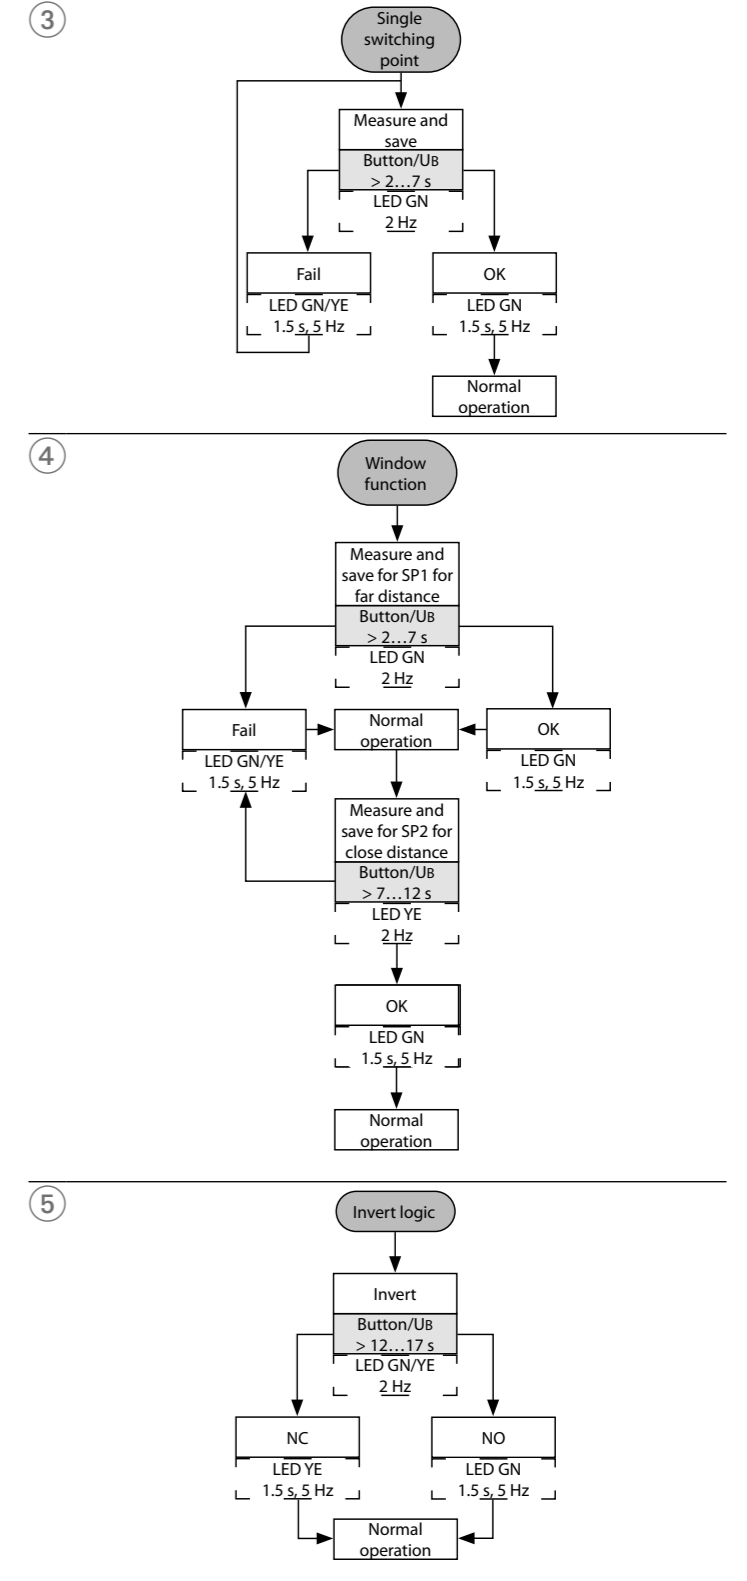 3
Single
switching
point
Measure and
save
Button/UB
> 2…7 s
LED GN
2 Hz
Fail
LED GN/YE
1.5 s, 5 Hz
OK
LED GN
1.5 s, 5 Hz
Normal
operation
4
Window
function
Measure and
save for SP1 for
far distance
Button/UB
> 2…7 s
LED GN
2 Hz
Fail
LED GN/YE
1.5 s, 5 Hz
Normal
operation
OK
LED GN
1.5 s, 5 Hz
Measure and
save for SP2 for
close distance
Button/UB
> 7…12 s
LED YE
2 Hz
OK
LED GN
1.5 s, 5 Hz
Normal
operation
5
Invert logic
Invert
Button/UB
> 12…17 s
LED GN/YE
2 Hz
NC
LED YE
1.5 s, 5 Hz
NO
LED GN
1.5 s, 5 Hz
Normal
operation